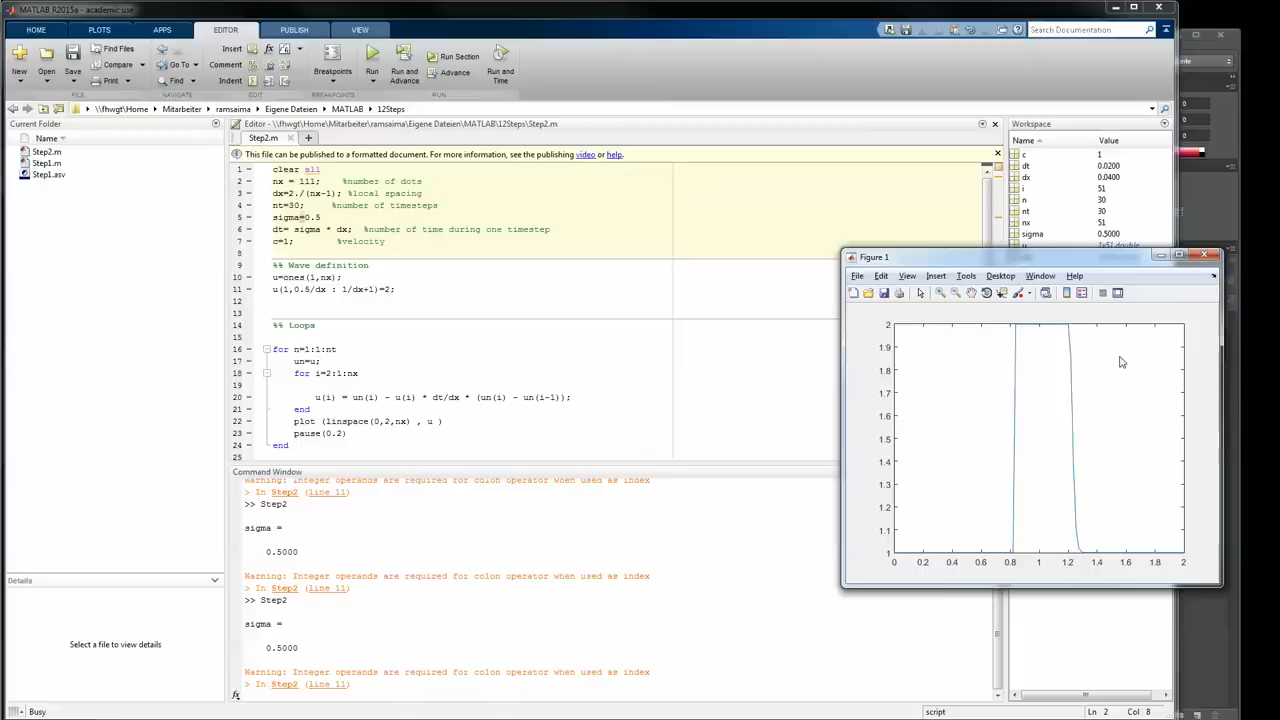 MATLAB R2015a - academic use
HOME PLOTS APPS EDITOR PUBLISH VIEW
Search Documentation
New Open Save Find Files Compare Print
Insert Comment Indent
Go To Find
Breakpoints Run Run and Advance Run Section Advance Run and Time
FILE NAVIGATE EDIT BREAKPOINTS RUN
\\fhwgt\Home Mitarbeiter ramsaima Eigene Dateien MATLAB 12Steps
Current Folder
Name
Step2.m
Step1.m
Step1.asv
Details
Select a file to view details
Editor - \\fhwgt\Home\Mitarbeiter\ramsaima\Eigene Dateien\MATLAB\12Steps\Step2.m
Step2.m
This file can be published to a formatted document. For more information, see the publishing video or help.
1 clear all
2 nx = 111; %number of dots
3 dx=2./(nx-1); %local spacing
4 nt=30; %number of timesteps
5 sigma=0.5
6 dt= sigma * dx; %number of time during one timestep
7 c=1; %velocity
8
9 %% Wave definition
10 u=ones(1,nx);
11 u(1,0.5/dx : 1/dx+1)=2;
12
13
14 %% Loops
15
16 for n=1:1:nt
17 un=u;
18 for i=2:1:nx
19
20 u(i) = un(i) - u(i) * dt/dx * (un(i) - un(i-1));
21 end
22 plot (linspace(0,2,nx) , u )
23 pause(0.2)
24 end
25
Command Window
Warning: Integer operands are required for colon operator when used as index
> In Step2 (line 11)
>> Step2
sigma =
0.5000
Warning: Integer operands are required for colon operator when used as index
> In Step2 (line 11)
>> Step2
sigma =
0.5000
Warning: Integer operands are required for colon operator when used as index
> In Step2 (line 11)
fx
Workspace
Name Value
c 1
dt 0.0200
dx 0.0400
i 51
n 30
nt 30
nx 51
sigma 0.5000
u 1x51 double
Figure 1
File Edit View Insert Tools Desktop Window Help
2
1.9
1.8
1.7
1.6
1.5
1.4
1.3
1.2
1.1
1
0 0.2 0.4 0.6 0.8 1 1.2 1.4 1.6 1.8 2
Busy
script Ln 2 Col 8